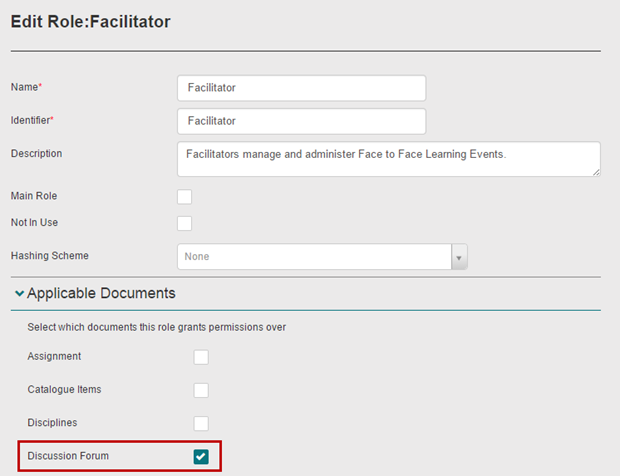 Edit Role:Facilitator
Name* Facilitator
Identifier* Facilitator
Description Facilitators manage and administer Face to Face Learning Events.
Main Role
Not In Use
Hashing Scheme None
Applicable Documents
Select which documents this role grants permissions over
Assignment
Catalogue Items
Disciplines
Discussion Forum